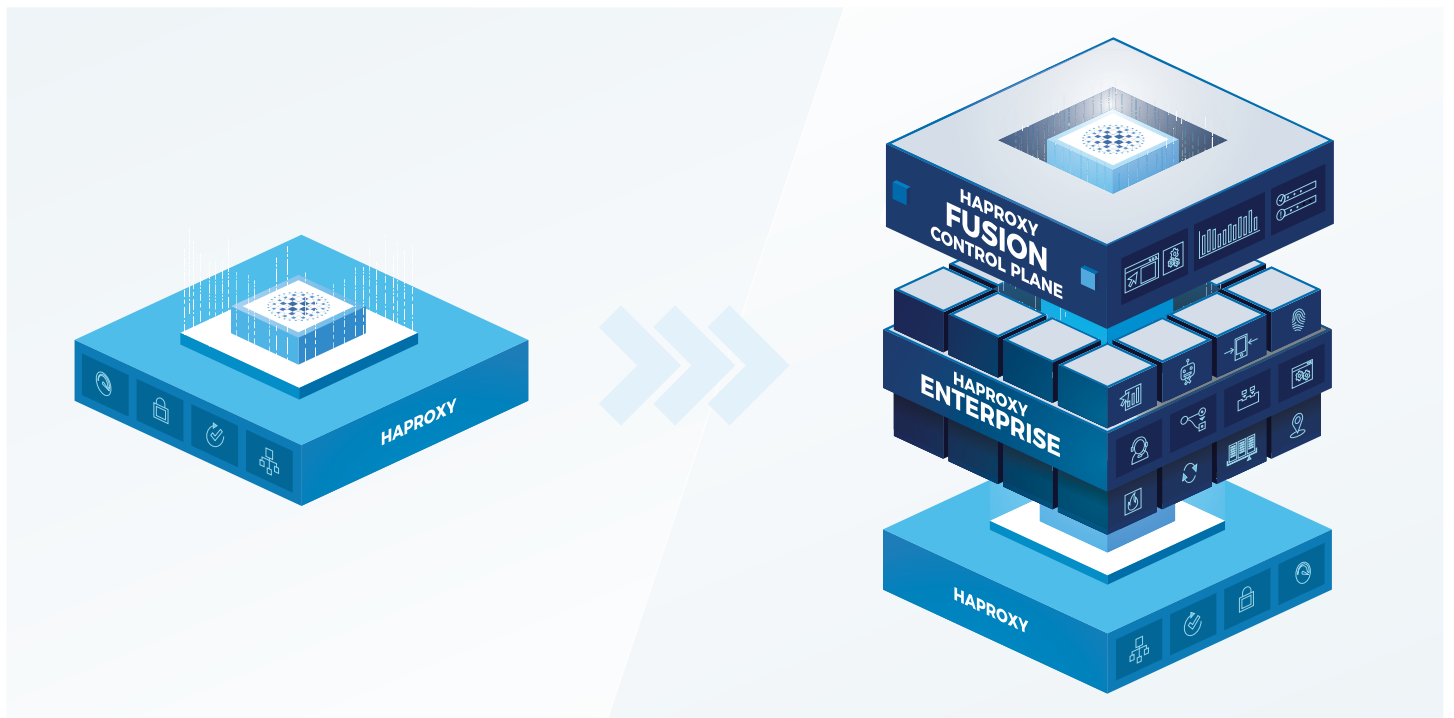 HAPROXY
HAPROXY
FUSION
CONTROL PLANE
HAPROXY
ENTERPRISE
HAPROXY